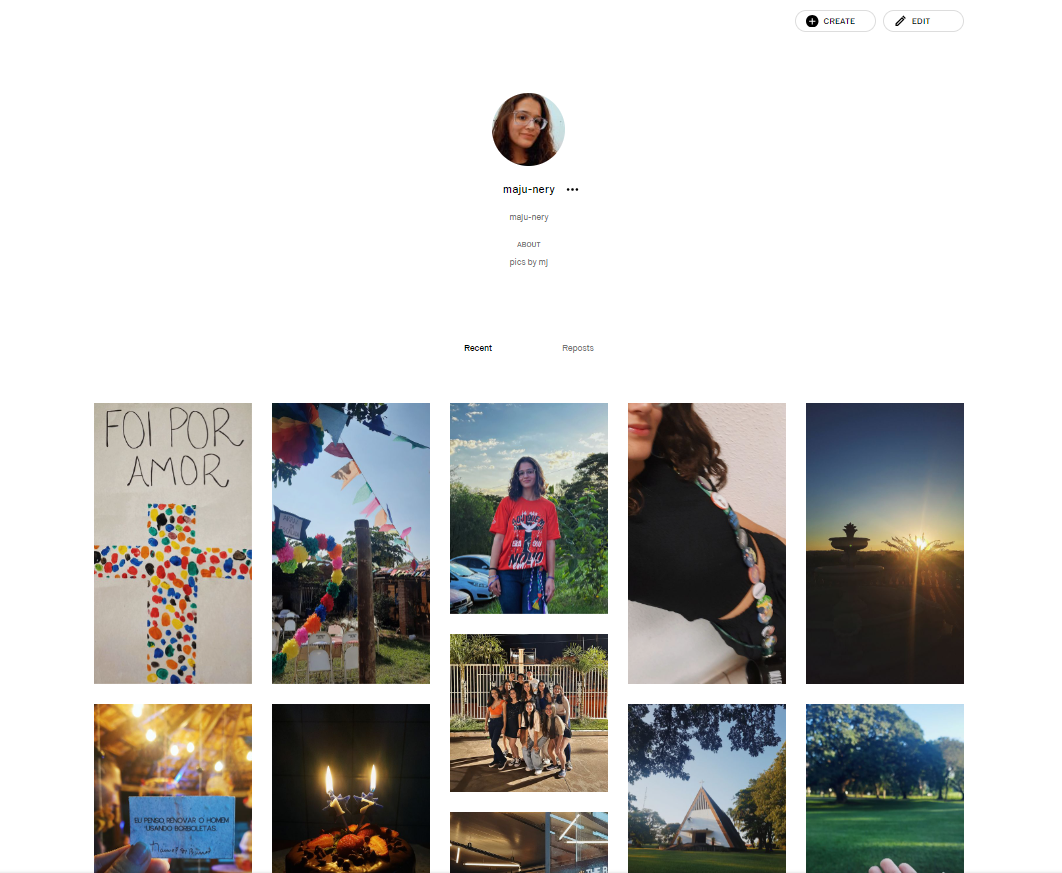 CREATE
EDIT
maju-nery
maju-nery
ABOUT
pics by mj
Recent
Reposts
FOI POR
AMOR
EU PENSO RENOVAR O HOMEM
USANDO BORBOLETAS.
THE B